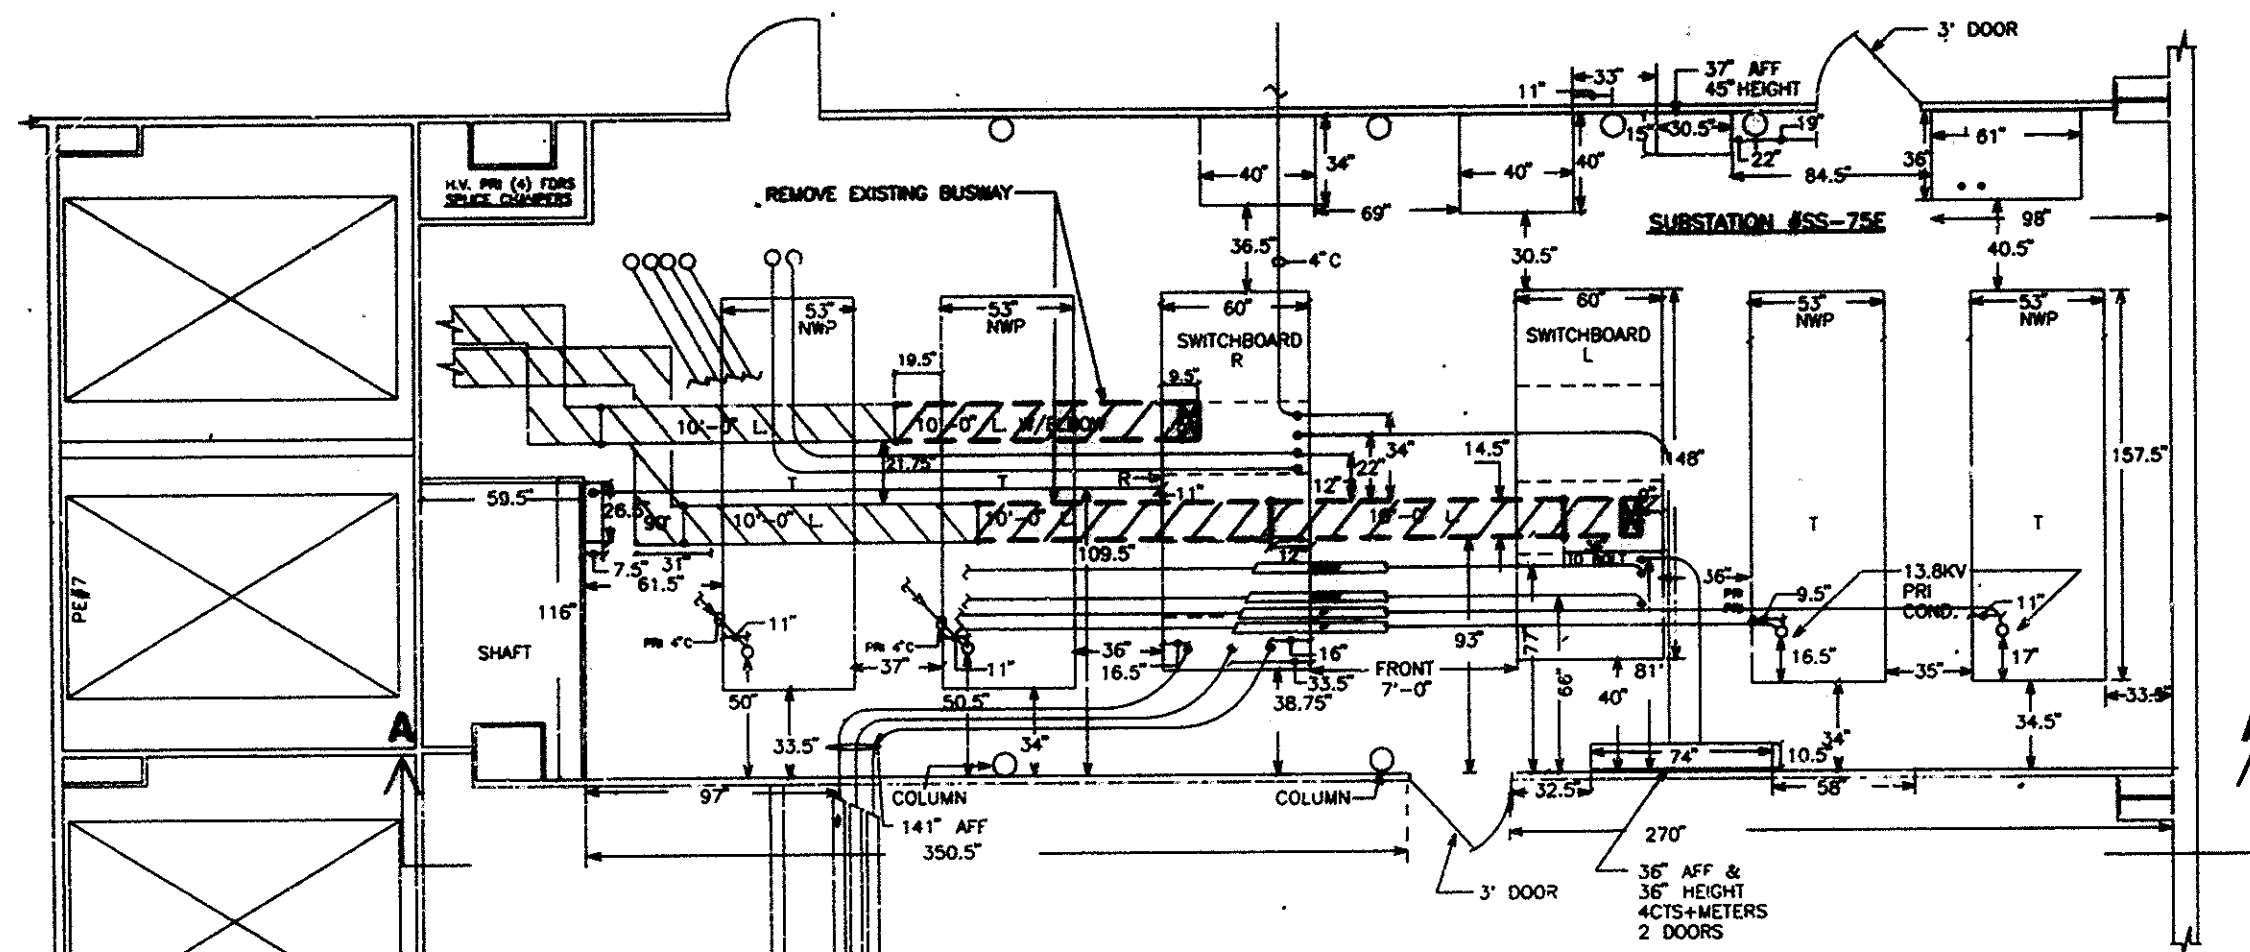 3' DOOR
37" AFF
45" HEIGHT
33"
11"
15"
30.5"
19"
22"
61"
36"
40"
34"
40"
40"
84.5"
69"
98"
H.V. PRI (4) FDRS
SPLICE CHAMBERS
REMOVE EXISTING BUSWAY
SUBSTATION #SS-75E
36.5"
4"C
30.5"
40.5"
53"
NWP
53"
NWP
60"
SWITCHBOARD
R
60"
SWITCHBOARD
L
53"
NWP
53"
NWP
19.5"
9.5"
10'-0" L.
10'-0" L. W/ELBOW
21.75"
34"
22"
14.5"
148"
157.5"
59.5"
26.5"
90°
T
T
R
11"
12"
10'-0" L.
10'-0" L
T
T
7.5"
31"
61.5"
109.5"
12"
TO BOLT
36"
PRI
PRI
9.5"
13.8KV
PRI
COND.
11"
PE#7
116"
SHAFT
PRI 4"C
11"
PRI 4"C
11"
37"
36"
16.5"
16"
33.5"
38.75"
FRONT
7'-0"
93"
77"
66"
40"
81"
16.5"
35"
17"
33.5"
50"
33.5"
50.5"
34"
34"
34.5"
A
74"
10.5"
97"
COLUMN
COLUMN
32.5"
58"
141" AFF
350.5"
270"
3' DOOR
36" AFF &
36" HEIGHT
4CTS+METERS
2 DOORS